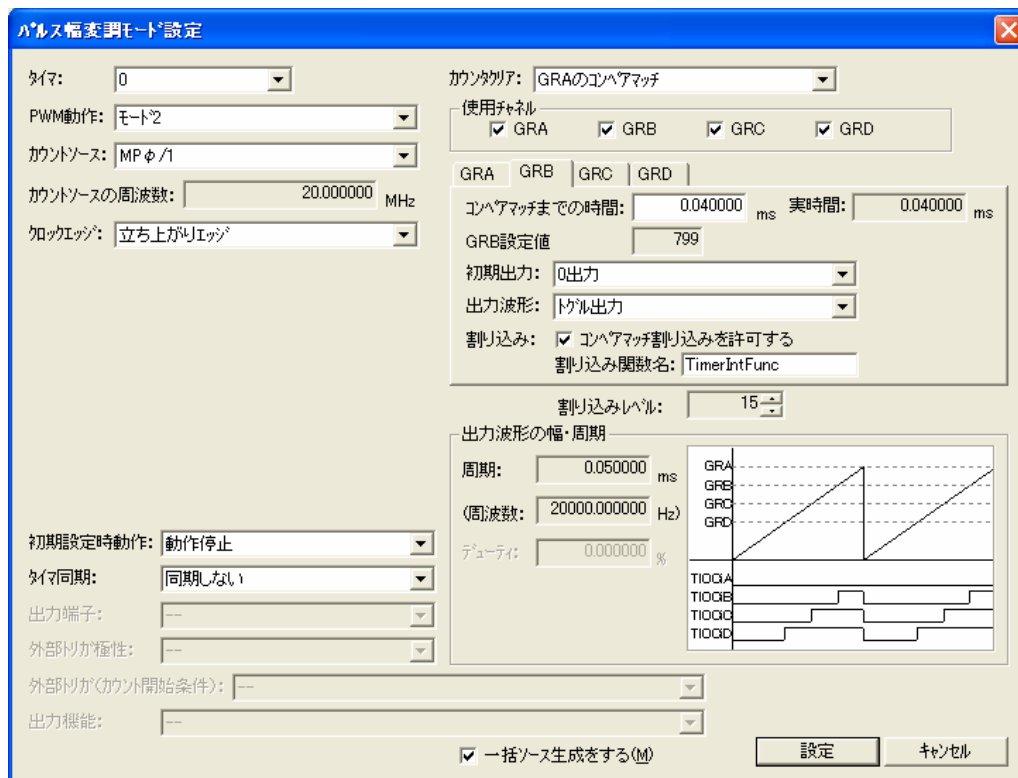 パルス幅変調モード設定
タイマ: 0
PWM動作: モード2
カウントソース: MPφ/1
カウントソースの周波数: 20.000000 MHz
クロックエッジ: 立ち上がりエッジ
初期設定時動作: 動作停止
タイマ同期: 同期しない
出力端子: --
外部トリガ極性: --
外部トリガ(カウント開始条件): --
出力機能: --
カウンタクリア: GRAのコンペアマッチ
使用チャネル
GRA GRB GRC GRD
GRA GRB GRC GRD
コンペアマッチまでの時間: 0.040000 ms 実時間: 0.040000 ms
GRB設定値 799
初期出力: 0出力
出力波形: トグル出力
割り込み: コンペアマッチ割り込みを許可する
割り込み関数名: TimerIntFunc
割り込みレベル: 15
出力波形の幅・周期
周期: 0.050000 ms
(周波数: 20000.000000 Hz)
デューティ: 0.000000 %
GRA
GRB
GRC
GRD
TIOCiA
TIOCiB
TIOCiC
TIOCiD
一括ソース生成をする(M)
設定 キャンセル